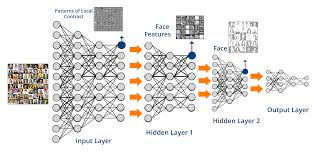 Patterns of Local
Contrast
Face
Features
Face
Input Layer
Hidden Layer 1
Hidden Layer 2
Output Layer